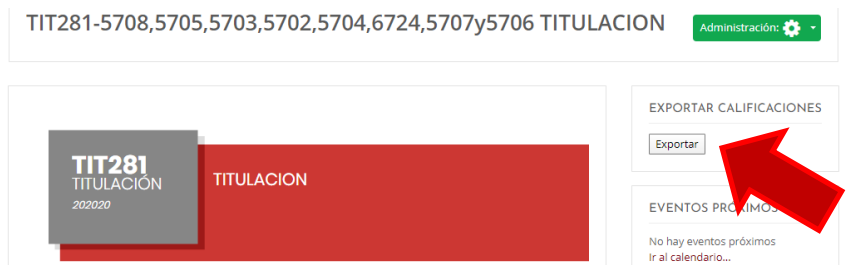 TIT281-5708,5705,5703,5702,5704,6724,5707y5706 TITULACION
Administración:
TIT281
TITULACIÓN
202020
TITULACION
EXPORTAR CALIFICACIONES
Exportar
EVENTOS PRÓXIMOS
No hay eventos próximos
Ir al calendario...